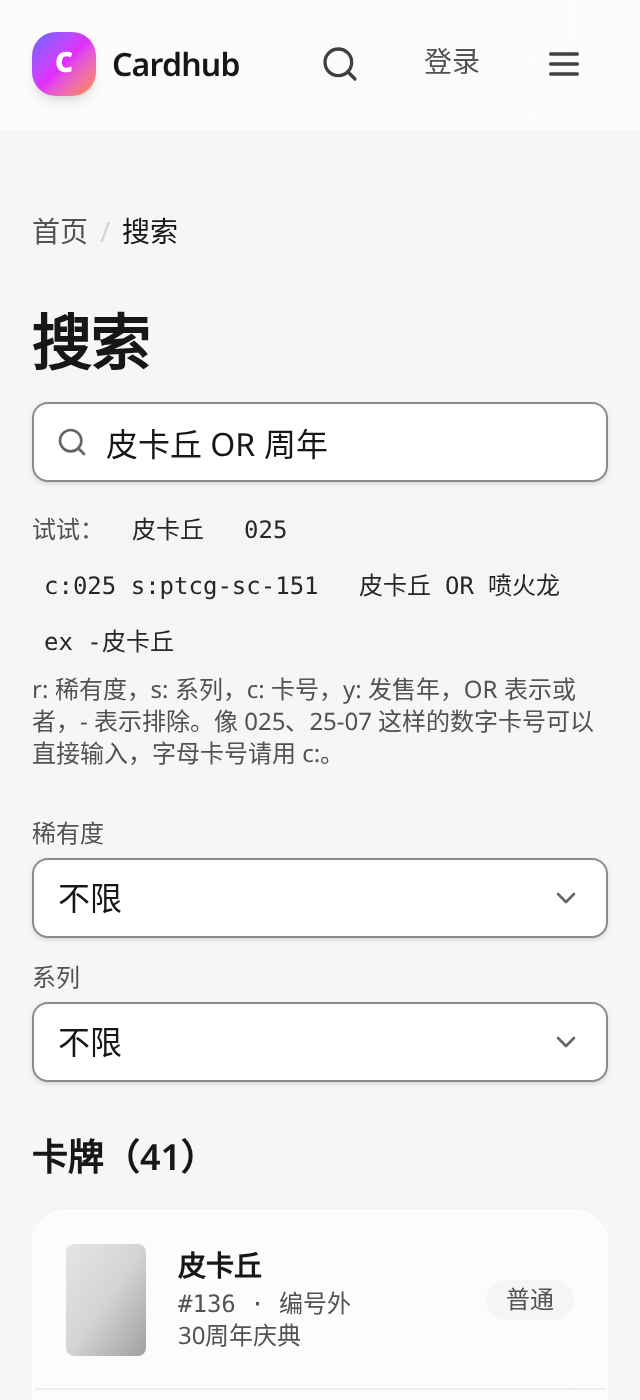 C Cardhub 登录
首页 / 搜索
搜索
皮卡丘 OR 周年
试试： 皮卡丘 025
c:025 s:ptcg-sc-151 皮卡丘 OR 喷火龙
ex -皮卡丘
r: 稀有度，s: 系列，c: 卡号，y: 发售年，OR 表示或
者，- 表示排除。像 025、25-07 这样的数字卡号可以
直接输入，字母卡号请用 c:。
稀有度
不限
系列
不限
卡牌（41）
皮卡丘
#136 · 编号外
30周年庆典
普通